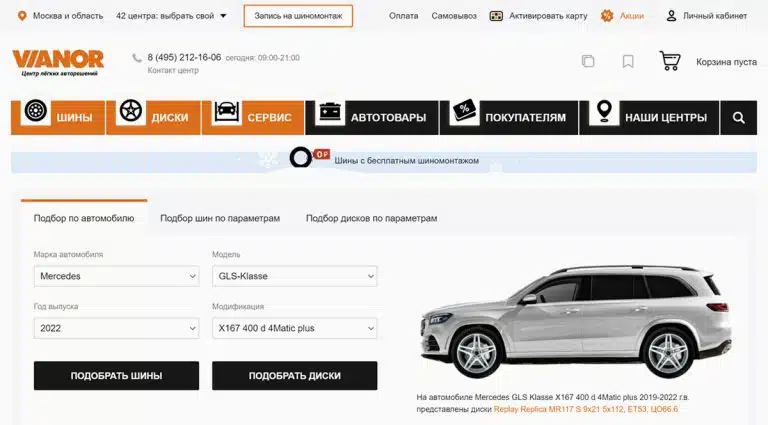 Москва и область
42 центра: выбрать свой
Запись на шиномонтаж
Оплата
Самовывоз
Активировать карту
Акции
Личный кабинет
VIANOR
Центр лёгких авторешений
8 (495) 212-16-06 сегодня: 09:00-21:00
Контакт центр
Корзина пуста
ШИНЫ
ДИСКИ
СЕРВИС
АВТОТОВАРЫ
ПОКУПАТЕЛЯМ
НАШИ ЦЕНТРЫ
0 ₽
Шины с бесплатным шиномонтажом
Подбор по автомобилю
Подбор шин по параметрам
Подбор дисков по параметрам
Марка автомобиля
Модель
Mercedes
GLS-Klasse
Год выпуска
Модификация
2022
X167 400 d 4Matic plus
ПОДОБРАТЬ ШИНЫ
ПОДОБРАТЬ ДИСКИ
На автомобиле Mercedes GLS Klasse X167 400 d 4Matic plus 2019-2022 г.в.
представлены диски Replay Replica MR117 S 9x21 5x112, ET53, ЦО66.6